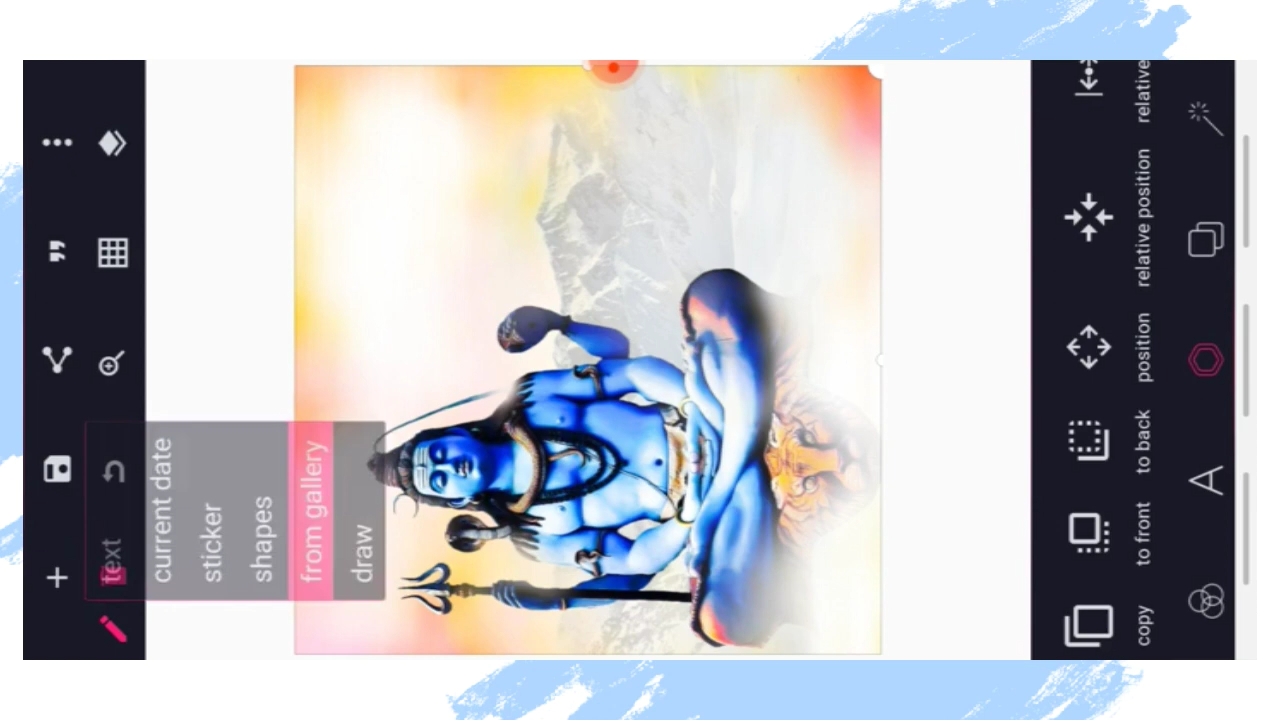 text
current date
sticker
shapes
from gallery
draw
copy
to front
to back
position
relative position
relative